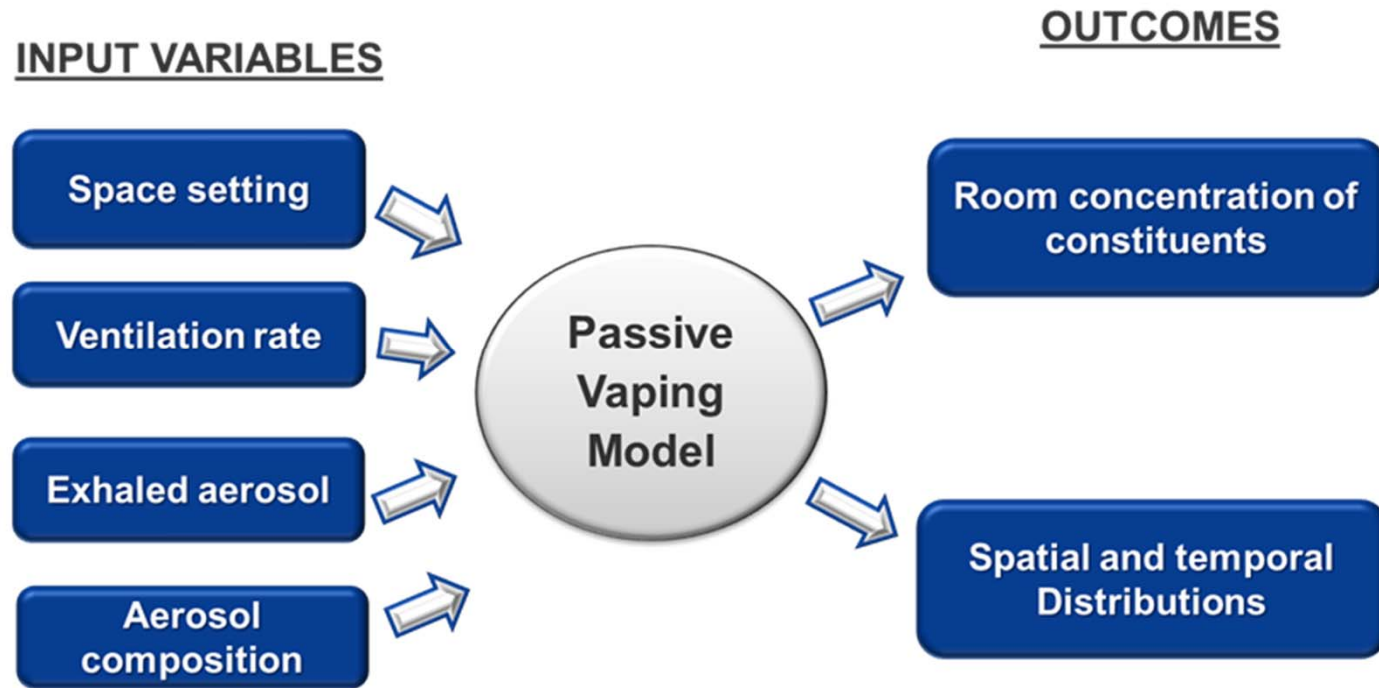 INPUT VARIABLES
OUTCOMES
Space setting
Ventilation rate
Exhaled aerosol
Aerosol
composition
Passive
Vaping
Model
Room concentration of
constituents
Spatial and temporal
Distributions